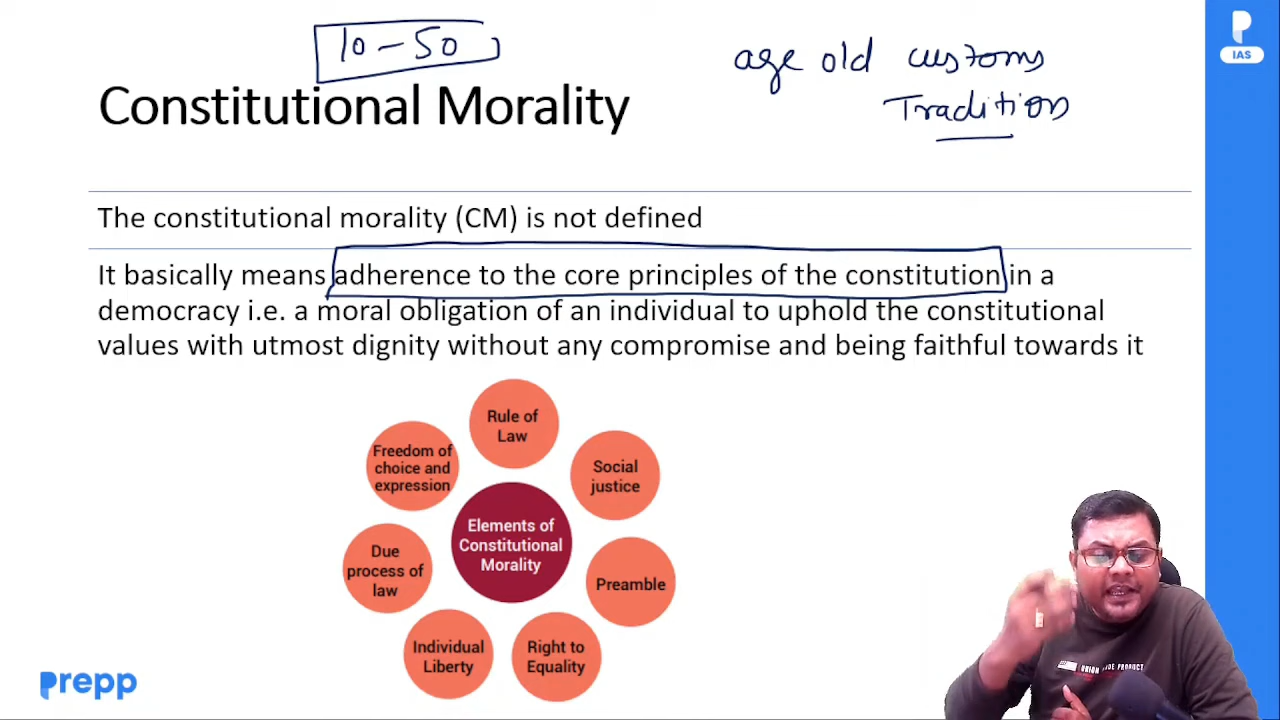 10-50
age old customs
Tradition
IAS
Constitutional Morality
The constitutional morality (CM) is not defined
It basically means adherence to the core principles of the constitution in a
democracy i.e. a moral obligation of an individual to uphold the constitutional
values with utmost dignity without any compromise and being faithful towards it
Rule of
Law
Freedom of
choice and
expression
Social
justice
Elements of
Constitutional
Morality
Due
process of
law
Preamble
Individual
Liberty
Right to
Equality
prepp